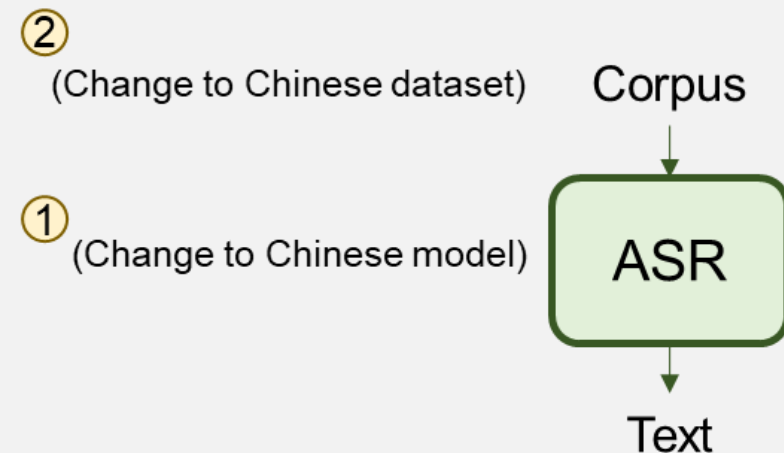 ②
(Change to Chinese dataset) Corpus
①
(Change to Chinese model) ASR
Text